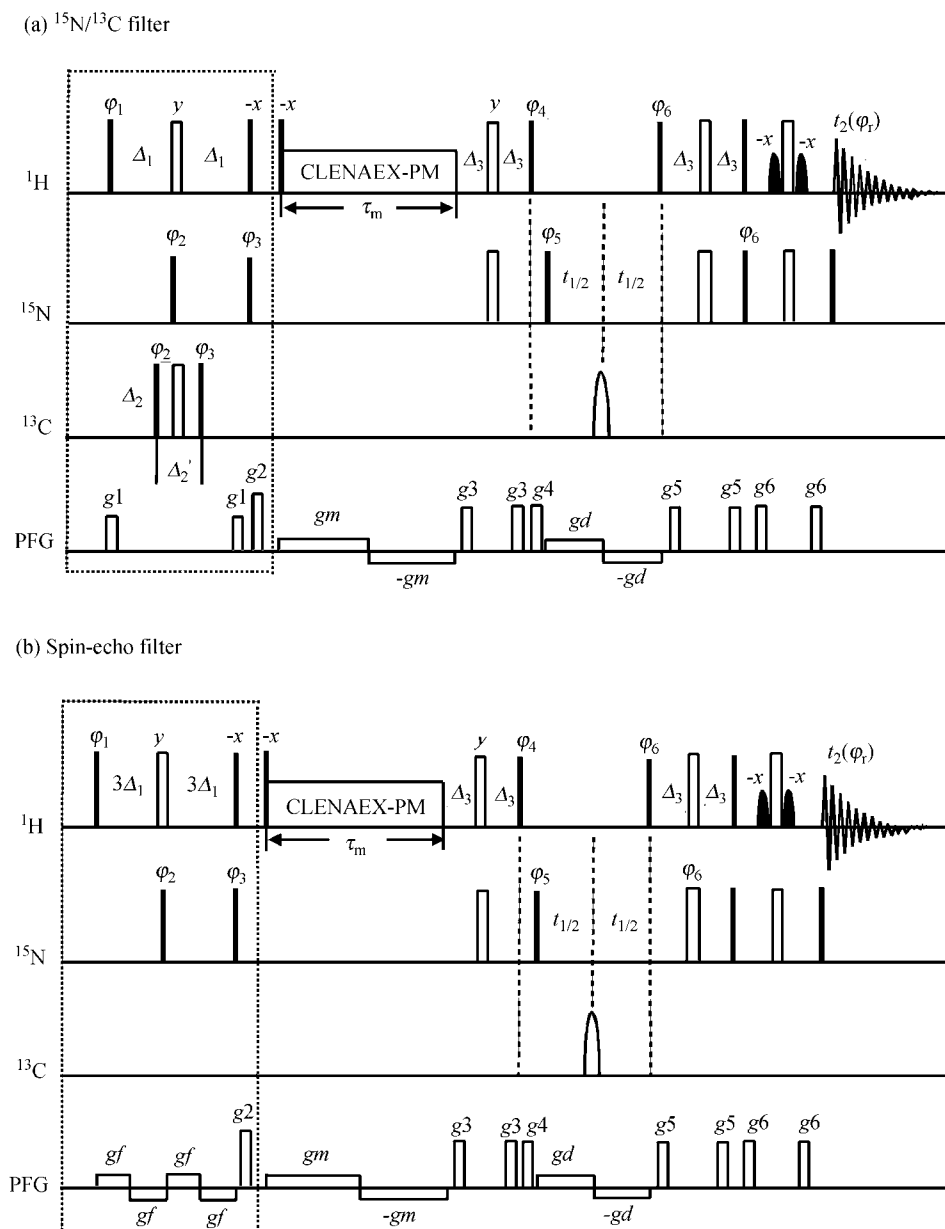 (a) ¹⁵N/¹³C filter
φ₁ y -x -x y φ₄ φ₆ t₂(φᵣ)
Δ₁ Δ₁ CLENAEX-PM Δ₃ Δ₃ Δ₃ Δ₃ -x -x
¹H
τₘ
φ₂ φ₃ φ₅ t₁/₂ t₁/₂ φ₆
¹⁵N
φ₂ φ₃
Δ₂
¹³C
Δ₂'
g1 g1 g2 gm g3 g3 g4 gd g5 g5 g6 g6
PFG
-gm -gd
(b) Spin-echo filter
φ₁ y -x -x y φ₄ φ₆ t₂(φᵣ)
3Δ₁ 3Δ₁ CLENAEX-PM Δ₃ Δ₃ Δ₃ Δ₃ -x -x
¹H
τₘ
φ₂ φ₃ φ₅ t₁/₂ t₁/₂ φ₆
¹⁵N
¹³C
gf gf g2 gm g3 g3 g4 gd g5 g5 g6 g6
PFG
gf gf -gm -gd